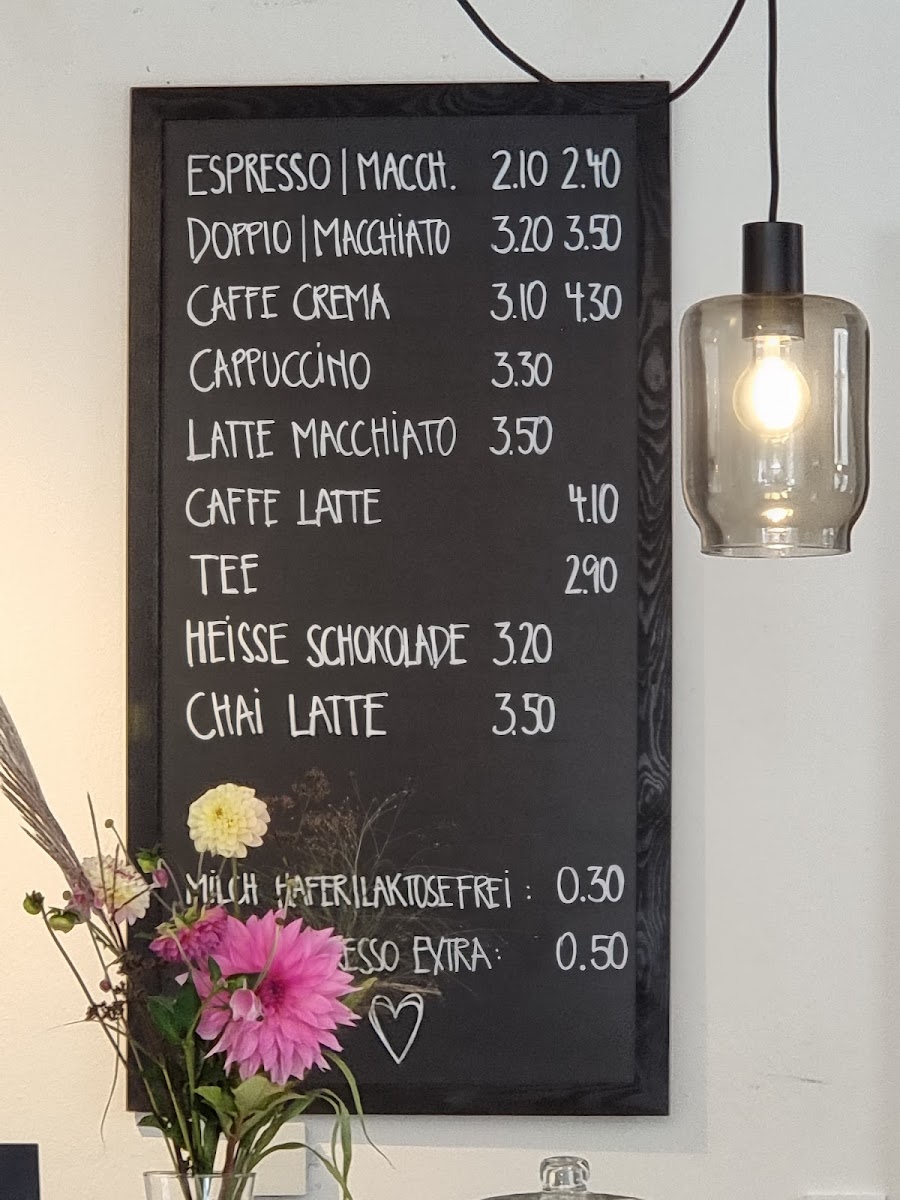 ESPRESSO | MACCH. 2.10 2.40
DOPPIO | MACCHiATO 3.20 3.50
CAFFE CREMA 3.10 4.30
CAPPUCCiNO 3.30
LATTE MACCHiATO 3.50
CAFFE LATTE 4.10
TEE 2.90
HEiSSE SCHOKOLADE 3.20
CHAi LATTE 3.50
MiLCH HAFER|LAKTOSEFREi : 0.30
EXTRA : 0.50